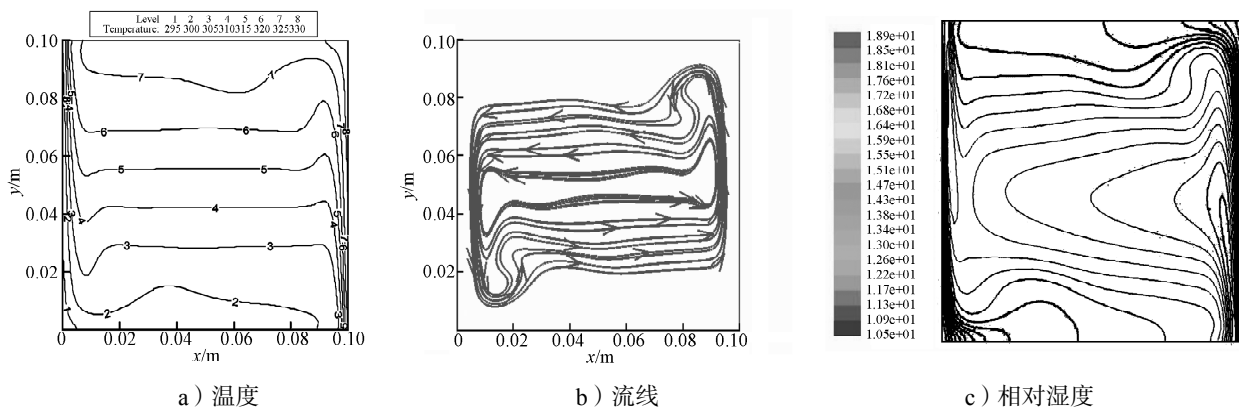 Level 1 2 3 4 5 6 7 8
Temperature: 295 300 305310315 320 325330
0.10
0.08
0.06
0.04
0.02
0
0.02
0.04
0.06
0.08
0.10
y/m
x/m
7
1
6
6
5
5
4
4
3
3
2
2
1
a）温度
0.10
0.08
0.06
0.04
0.02
0
0.02
0.04
0.06
0.08
0.10
y/m
x/m
b）流线
1.89e+01
1.85e+01
1.81e+01
1.76e+01
1.72e+01
1.68e+01
1.64e+01
1.59e+01
1.55e+01
1.51e+01
1.47e+01
1.43e+01
1.38e+01
1.34e+01
1.30e+01
1.26e+01
1.22e+01
1.17e+01
1.13e+01
1.09e+01
1.05e+01
c）相对湿度